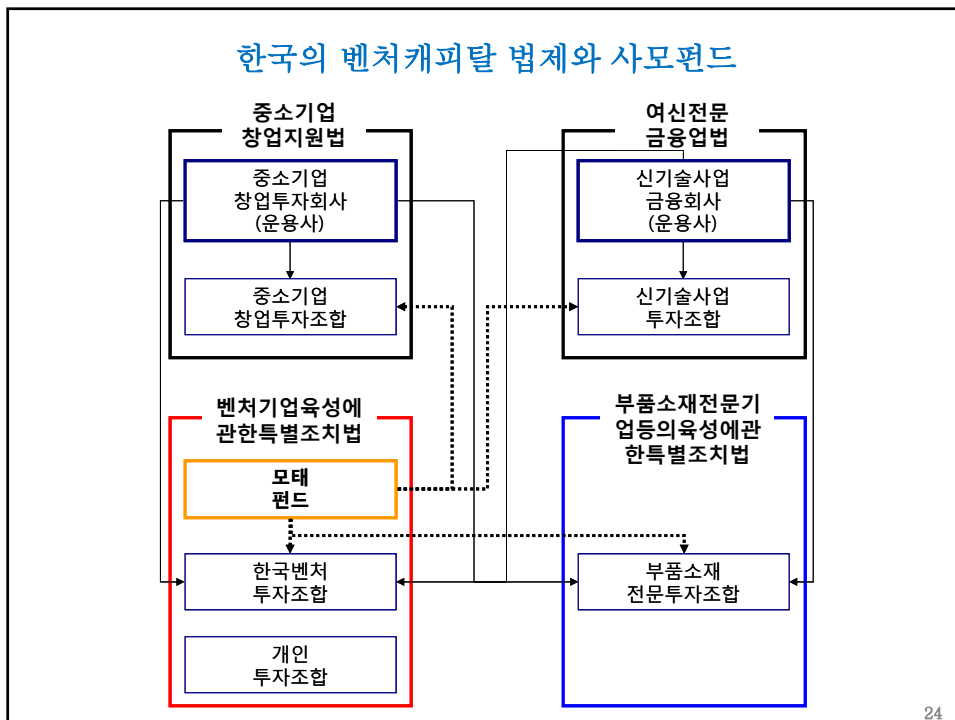 한국의 벤처캐피탈 법제와 사모펀드
중소기업
창업지원법
중소기업
창업투자회사
(운용사)
중소기업
창업투자조합
여신전문
금융업법
신기술사업
금융회사
(운용사)
신기술사업
투자조합
벤처기업육성에
관한특별조치법
모태
펀드
한국벤처
투자조합
개인
투자조합
부품소재전문기
업등의육성에관
한특별조치법
부품소재
전문투자조합
24